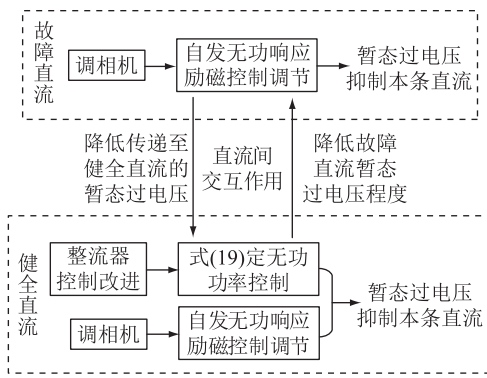 故障直流
调相机
自发无功响应
励磁控制调节
暂态过电压
抑制本条直流
降低传递至
健全直流的
暂态过电压
直流间
交互作用
降低故障
直流暂态
过电压程度
健全直流
整流器
控制改进
式(19)定无功
功率控制
调相机
自发无功响应
励磁控制调节
暂态过电压
抑制本条直流